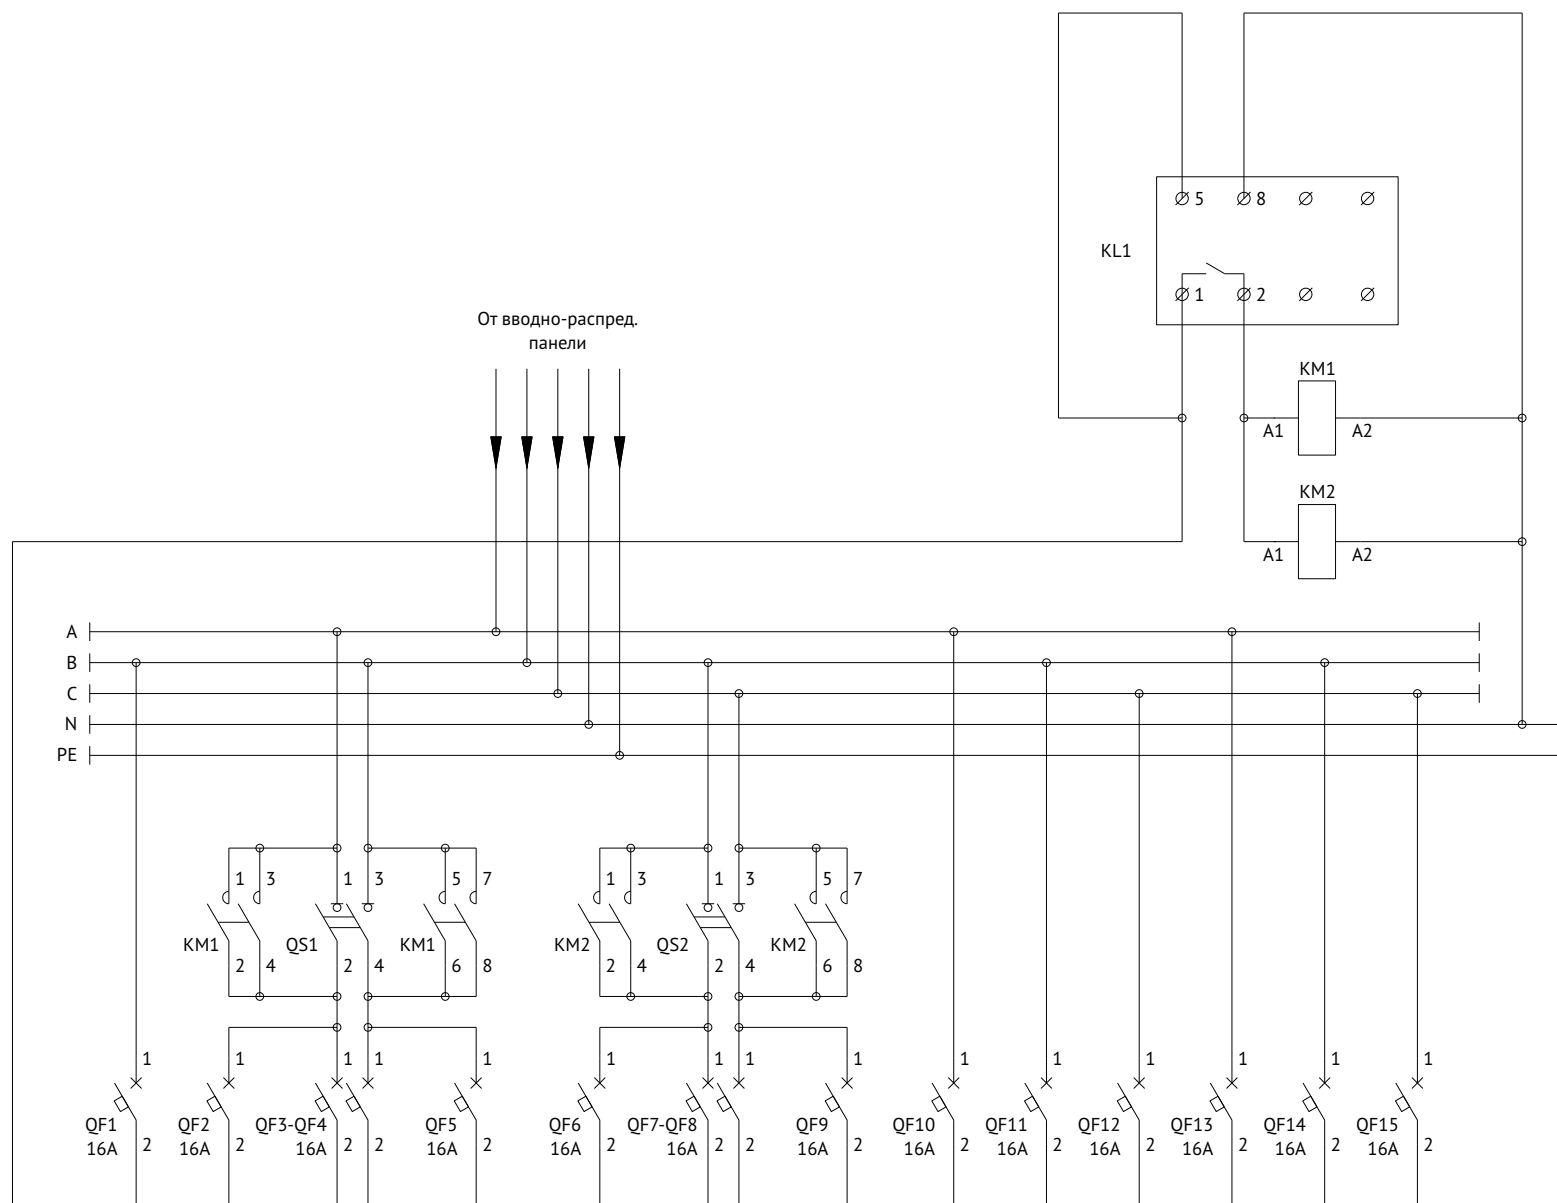 5 8
KL1
1 2
От вводно-распред.
панели
KM1
A1 A2
KM2
A1 A2
A
B
C
N
PE
1 3 1 3 5 7 1 3 1 3 5 7
KM1 QS1 KM1 KM2 QS2 KM2
2 4 2 4 6 8 2 4 2 4 6 8
1 1 1 1 1 1 1 1 1 1 1 1 1 1 1
QF1 QF2 QF3-QF4 QF5 QF6 QF7-QF8 QF9 QF10 QF11 QF12 QF13 QF14 QF15
16A 2 16A 2 16A 2 2 16A 2 16A 2 16A 2 2 16A 2 16A 2 16A 2 16A 2 16A 2 16A 2 16A 2